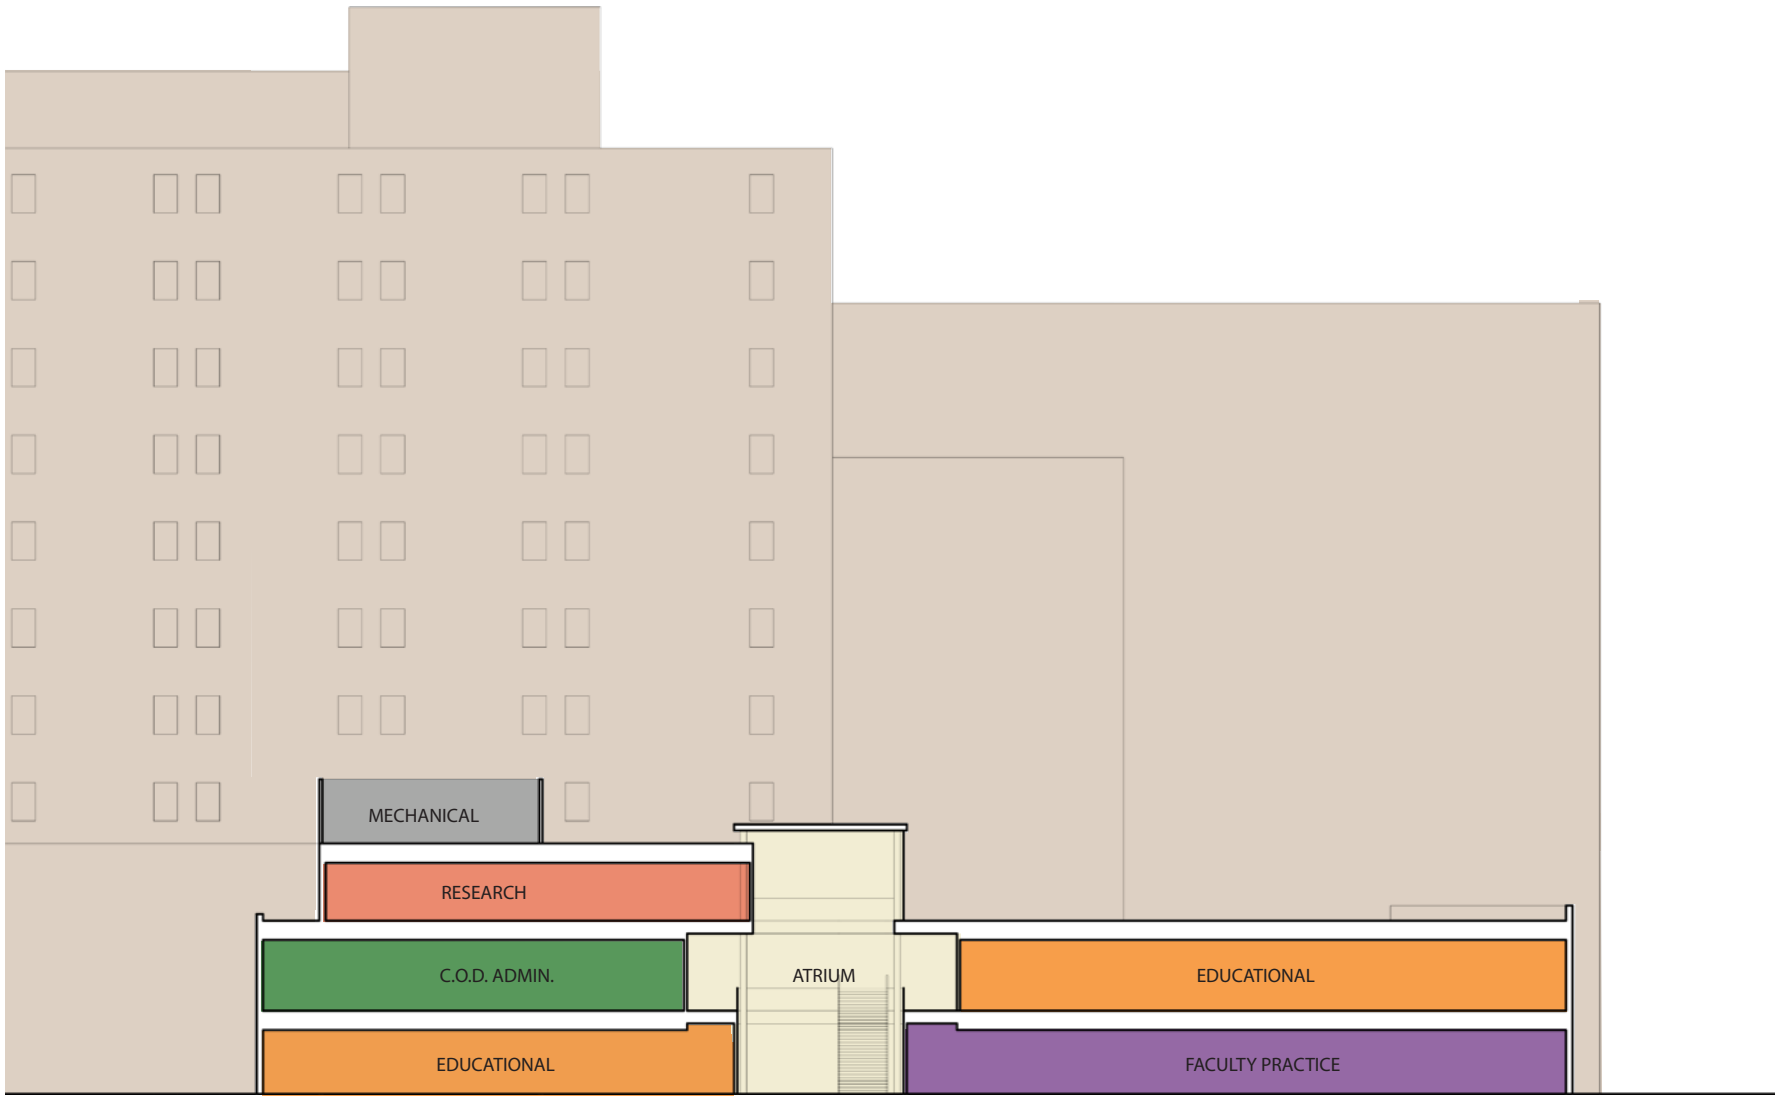 MECHANICAL
RESEARCH
C.O.D. ADMIN.
ATRIUM
EDUCATIONAL
EDUCATIONAL
FACULTY PRACTICE